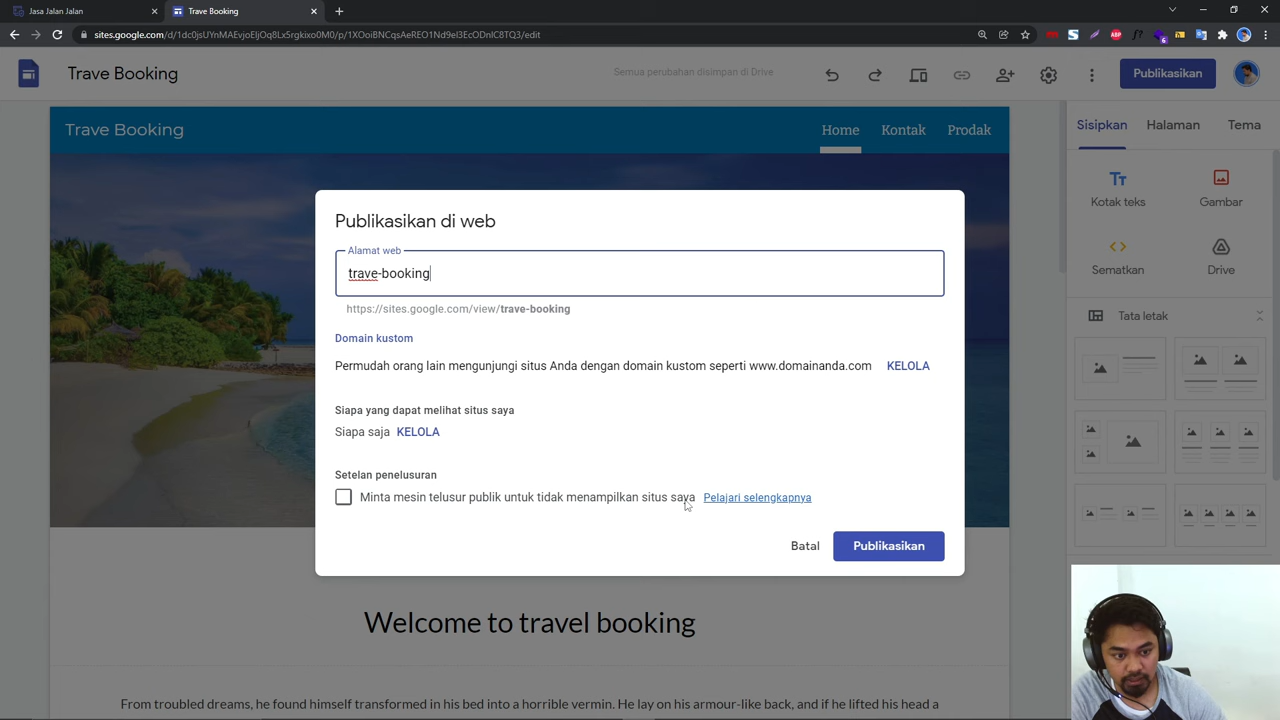 Jasa Jalan Jalan
Trave Booking
sites.google.com/d/1dc0jsUYnMAEvjoEIjOq8Lx5rgkixo0M0/p/1XOoiBNCqsAeREO1Nd9eI3EcODnIC8TQ3/edit
Trave Booking
Semua perubahan disimpan di Drive
Publikasikan
Trave Booking
Home
Kontak
Prodak
Sisipkan
Halaman
Tema
Kotak teks
Gambar
Sematkan
Drive
Tata letak
Publikasikan di web
Alamat web
trave-booking
https://sites.google.com/view/trave-booking
Domain kustom
Permudah orang lain mengunjungi situs Anda dengan domain kustom seperti www.domainanda.com KELOLA
Siapa yang dapat melihat situs saya
Siapa saja KELOLA
Setelan penelusuran
Minta mesin telusur publik untuk tidak menampilkan situs saya Pelajari selengkapnya
Batal
Publikasikan
Welcome to travel booking
From troubled dreams, he found himself transformed in his bed into a horrible vermin. He lay on his armour-like back, and if he lifted his head a